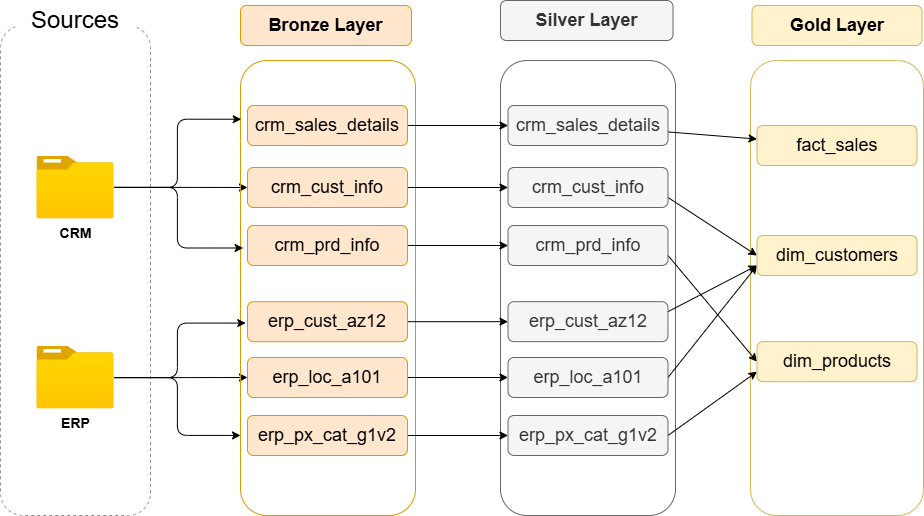 Sources
Bronze Layer
Silver Layer
Gold Layer
crm_sales_details
crm_sales_details
fact_sales
CRM
crm_cust_info
crm_cust_info
crm_prd_info
crm_prd_info
dim_customers
erp_cust_az12
erp_cust_az12
ERP
erp_loc_a101
erp_loc_a101
dim_products
erp_px_cat_g1v2
erp_px_cat_g1v2